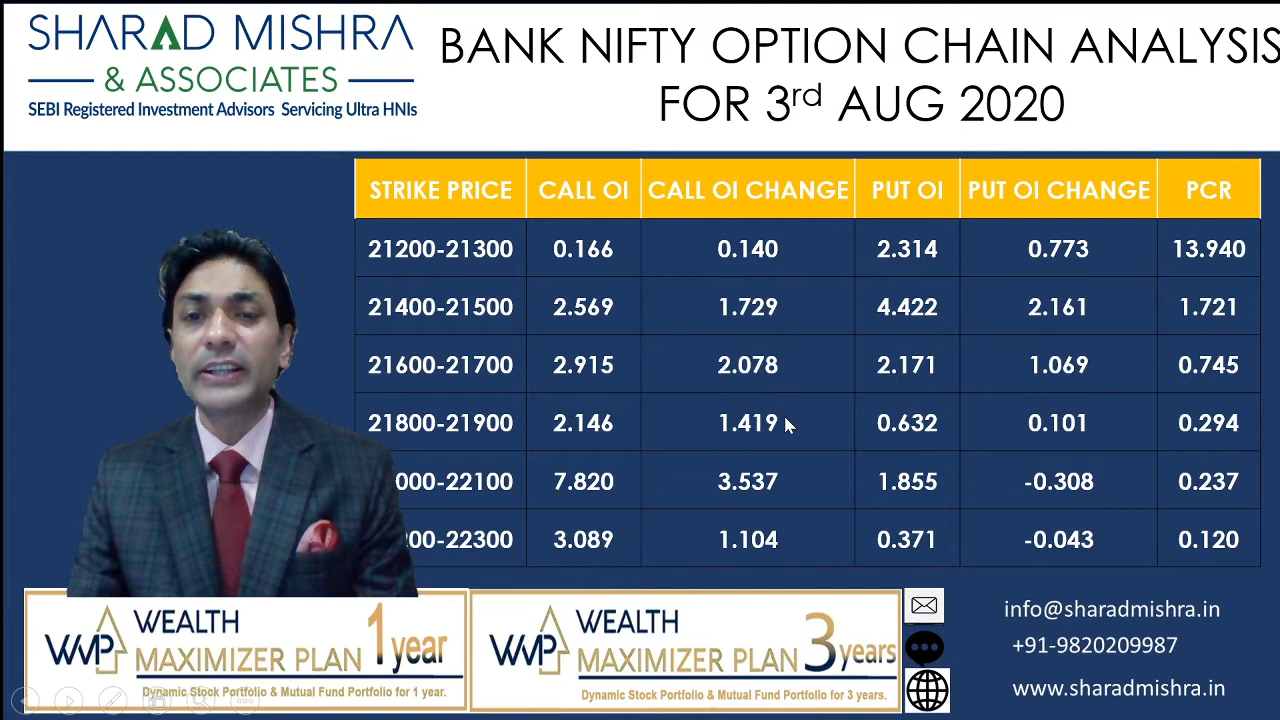 SHARAD MISHRA
& ASSOCIATES
SEBI Registered Investment Advisors Servicing Ultra HNIs
BANK NIFTY OPTION CHAIN ANALYSIS
FOR 3rd AUG 2020
STRIKE PRICE CALL OI CALL OI CHANGE PUT OI PUT OI CHANGE PCR
21200-21300 0.166 0.140 2.314 0.773 13.940
21400-21500 2.569 1.729 4.422 2.161 1.721
21600-21700 2.915 2.078 2.171 1.069 0.745
21800-21900 2.146 1.419 0.632 0.101 0.294
000-22100 7.820 3.537 1.855 -0.308 0.237
200-22300 3.089 1.104 0.371 -0.043 0.120
WMP WEALTH MAXIMIZER PLAN 1 year
Dynamic Stock Portfolio & Mutual Fund Portfolio for 1 year.
WMP WEALTH MAXIMIZER PLAN 3 years
Dynamic Stock Portfolio & Mutual Fund Portfolio for 3 years.
info@sharadmishra.in
+91-9820209987
www.sharadmishra.in